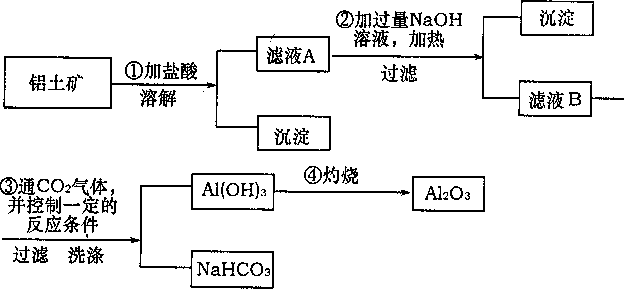 铝土矿
①加盐酸
溶解
滤液A
沉淀
②加过量NaOH
溶液，加热
过滤
沉淀
滤液B
③通CO₂气体，
并控制一定的
反应条件
过滤 洗涤
Al(OH)₃
NaHCO₃
④灼烧
Al₂O₃